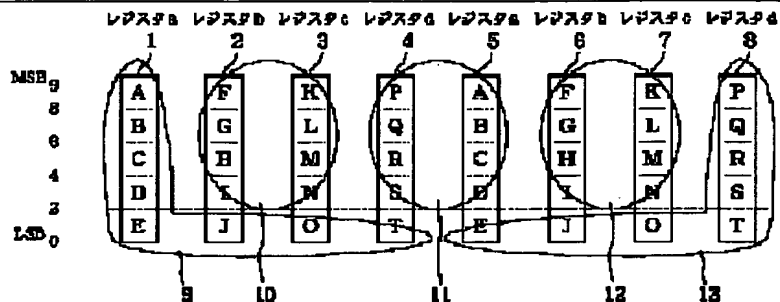 レジスタa レジスタb レジスタc レジスタd レジスタa レジスタb レジスタc レジスタd
1 2 3 4 5 6 7 8
MSB 9 A F K P A F K P
8
B G L Q B G L Q
6
C H M R C H M R
4
D I N S D I N S
2
LSB 0 E J O T E J O T
9 10 11 12 13